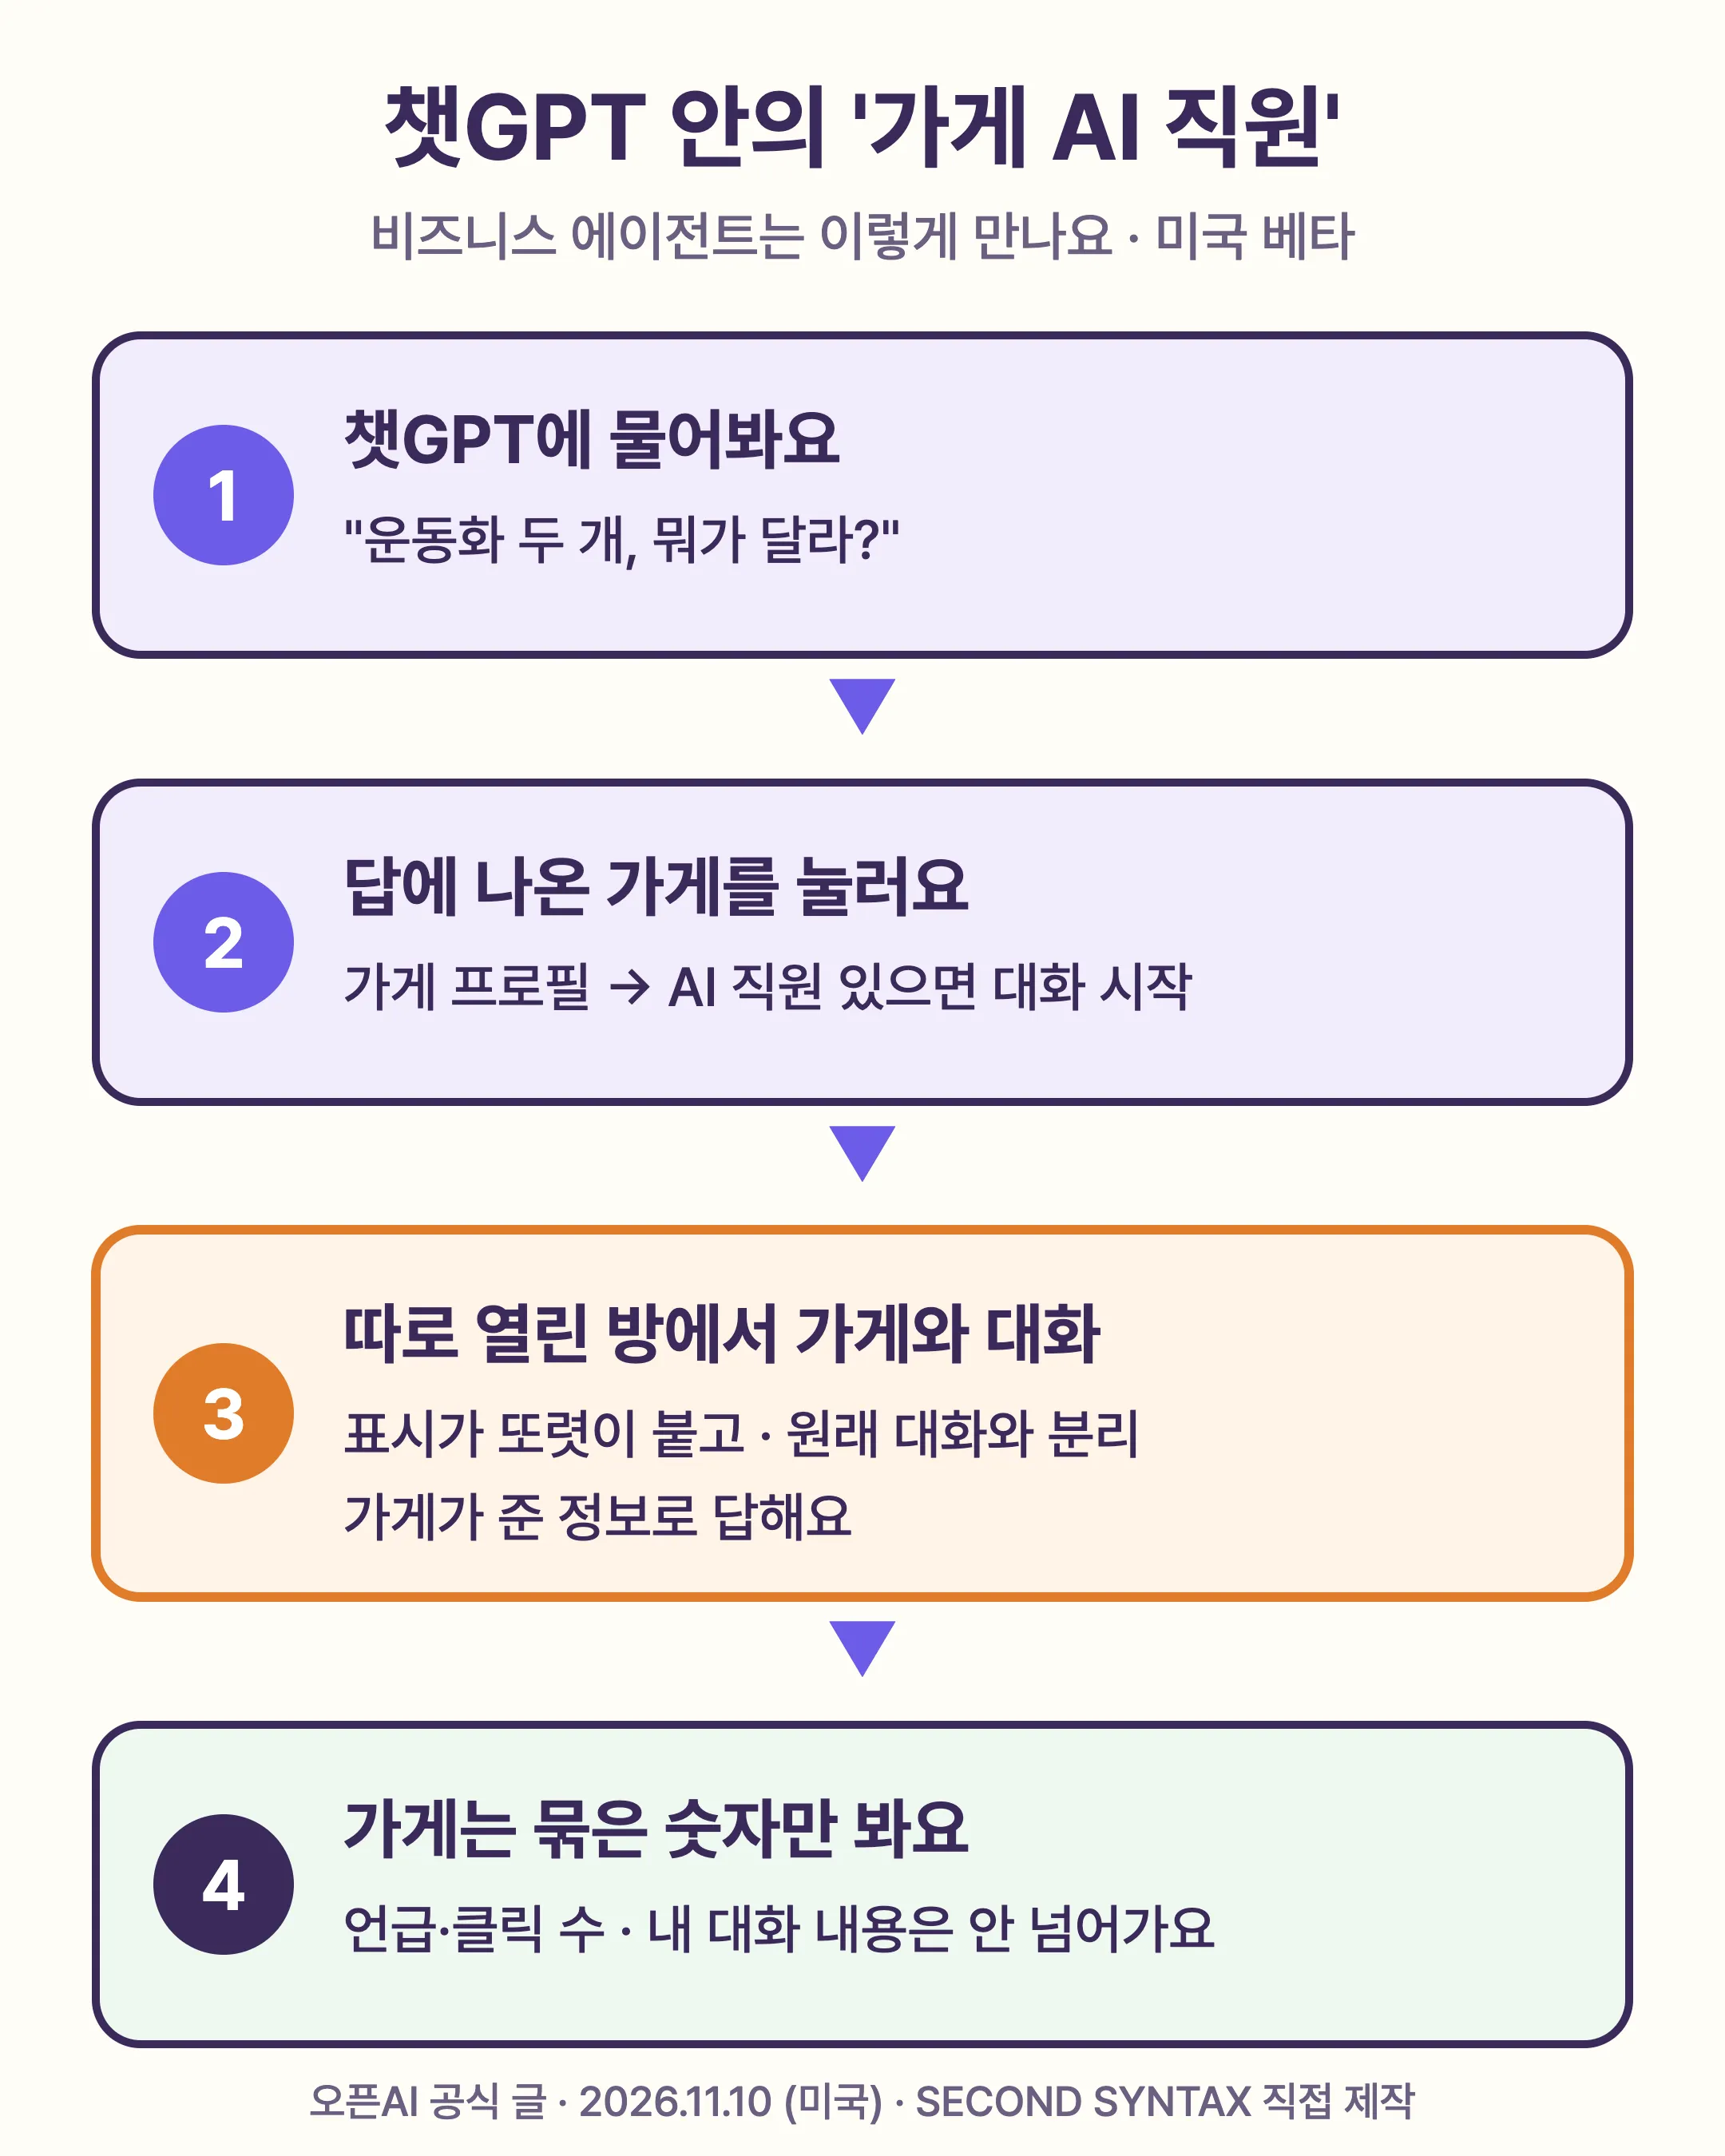 챗GPT 안의 '가게 AI 직원'
비즈니스 에이전트는 이렇게 만나요 · 미국 베타
1
챗GPT에 물어봐요
"운동화 두 개, 뭐가 달라?"
2
답에 나온 가게를 눌러요
가게 프로필 → AI 직원 있으면 대화 시작
3
따로 열린 방에서 가게와 대화
표시가 또렷이 붙고 · 원래 대화와 분리
가게가 준 정보로 답해요
4
가게는 묶은 숫자만 봐요
언급·클릭 수 · 내 대화 내용은 안 넘어가요
오픈AI 공식 글 · 2026.11.10 (미국) · SECOND SYNTAX 직접 제작